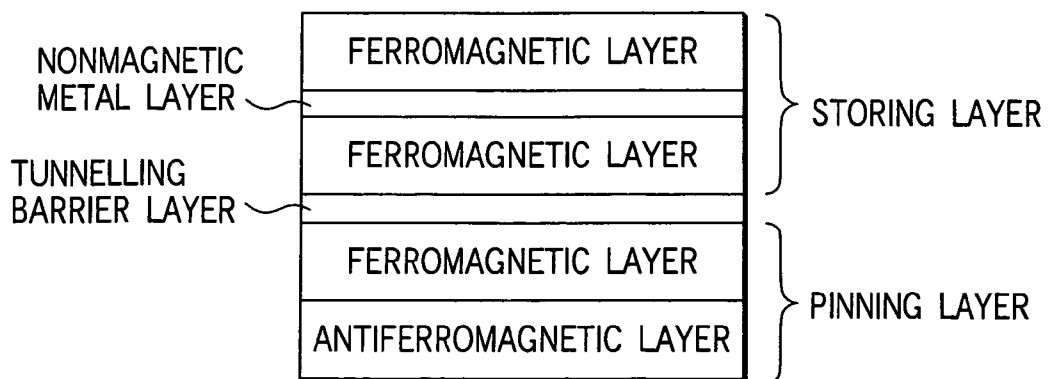 FERROMAGNETIC LAYER
NONMAGNETIC
METAL LAYER
STORING LAYER
FERROMAGNETIC LAYER
TUNNELLING
BARRIER LAYER
FERROMAGNETIC LAYER
PINNING LAYER
ANTIFERROMAGNETIC LAYER